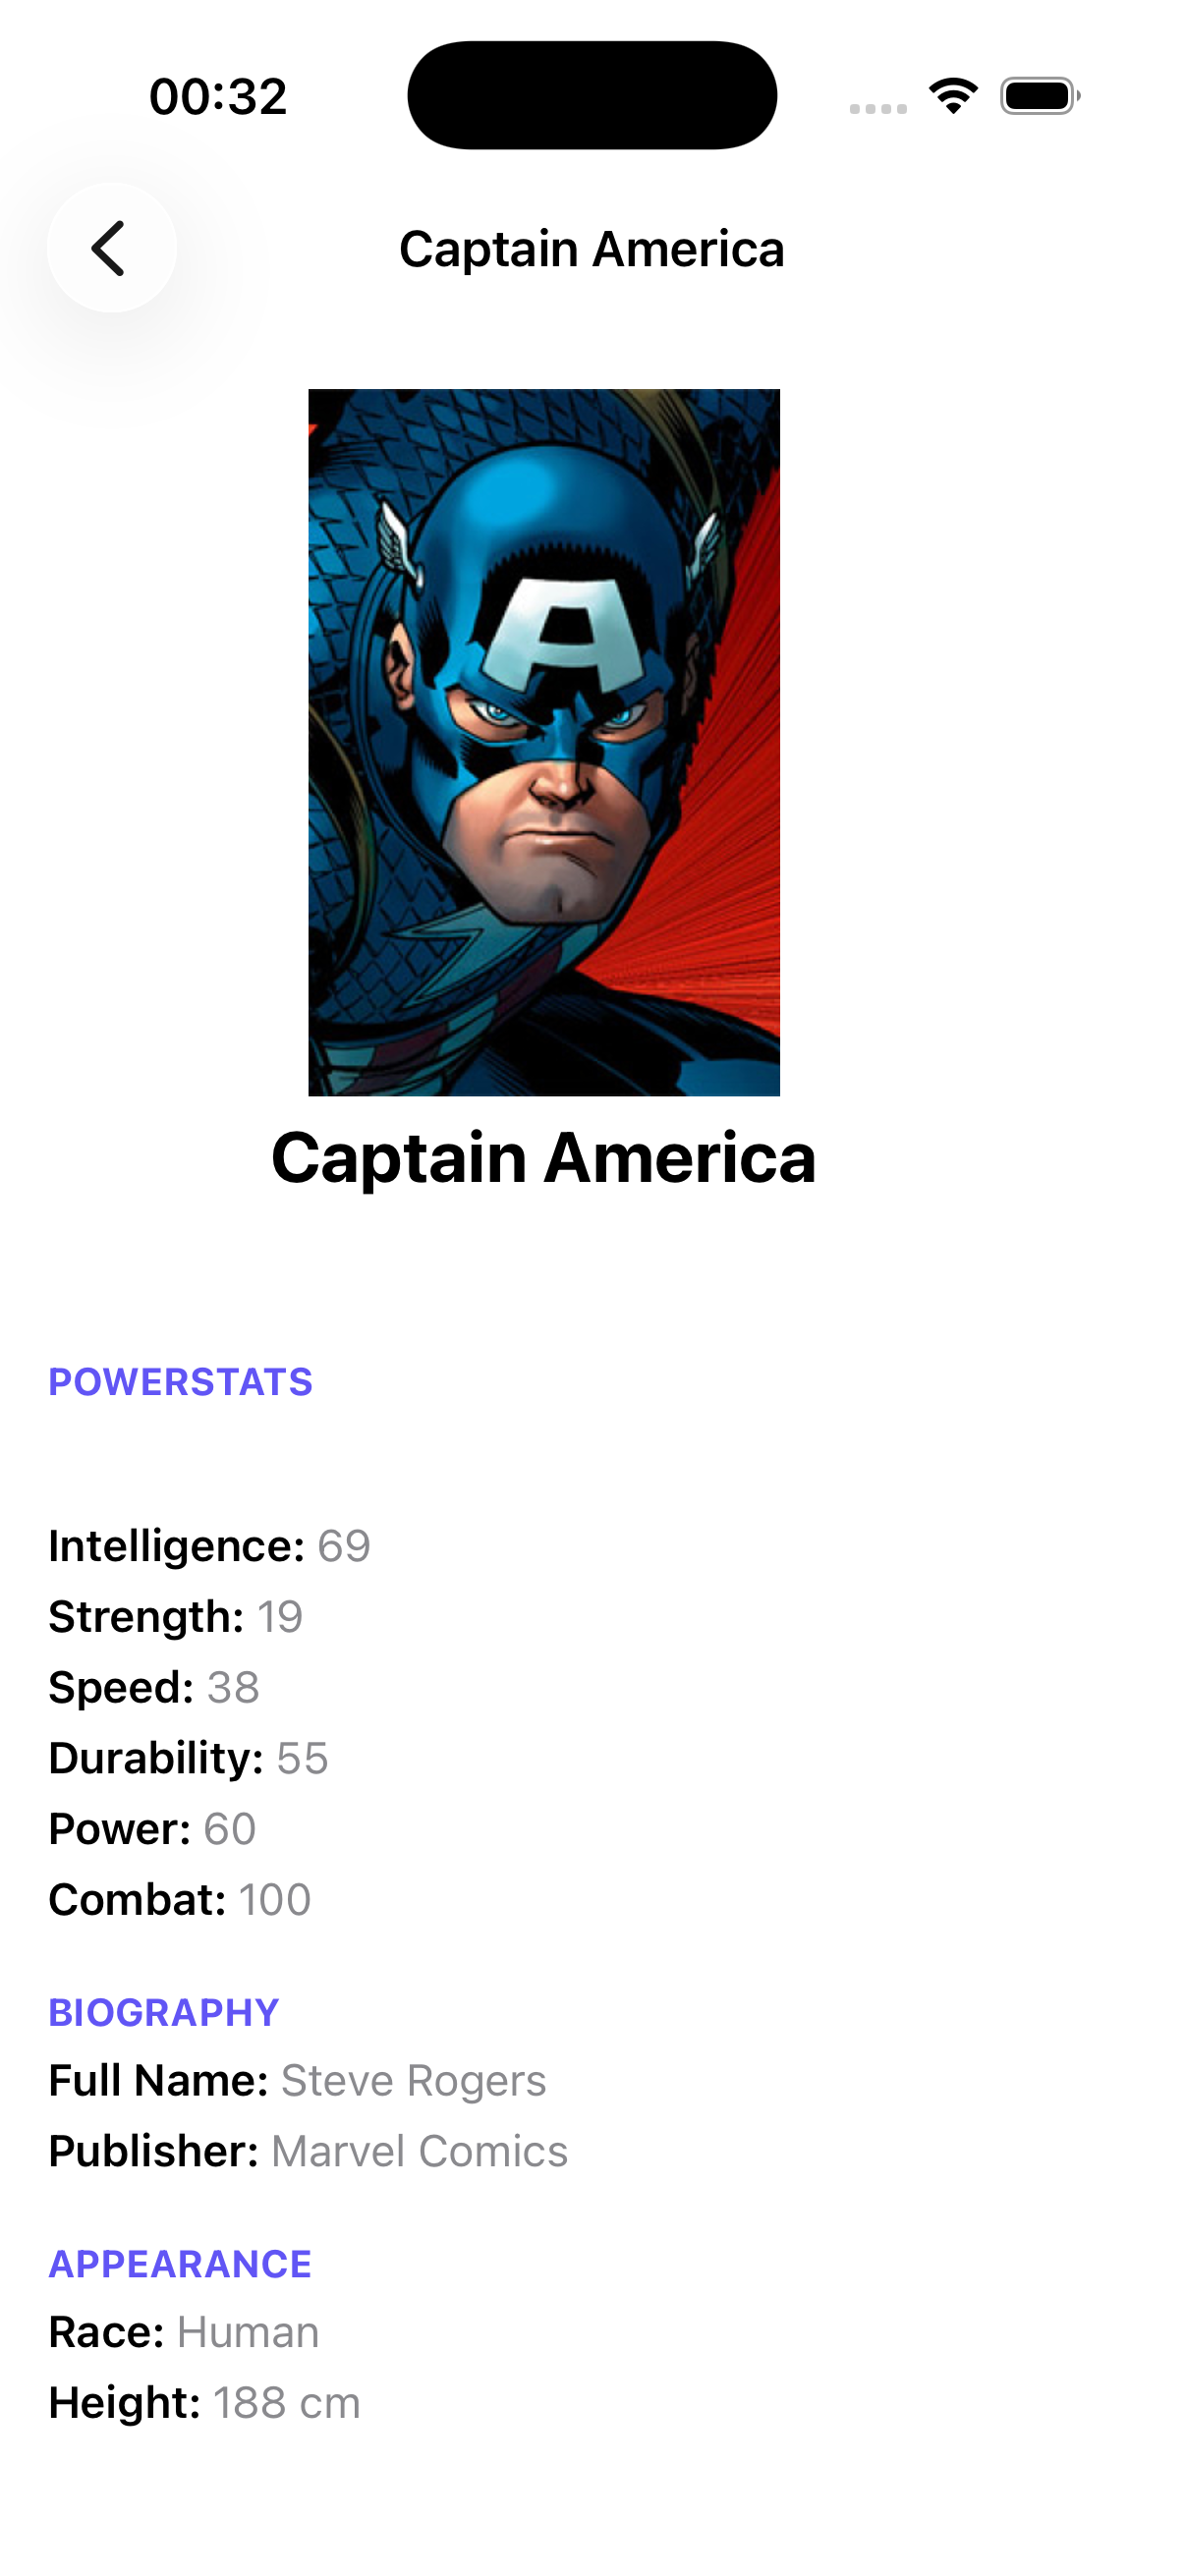 00:32
Captain America
A
Captain America
POWERSTATS
Intelligence: 69
Strength: 19
Speed: 38
Durability: 55
Power: 60
Combat: 100
BIOGRAPHY
Full Name: Steve Rogers
Publisher: Marvel Comics
APPEARANCE
Race: Human
Height: 188 cm